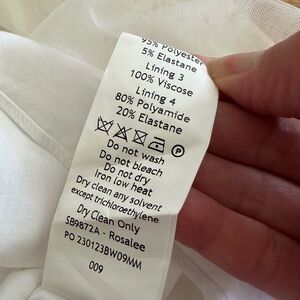 95% Polyester
5% Elastane
Lining 3
100% Viscose
Lining 4
80% Polyamide
20% Elastane
P
Do not wash
Do not bleach
Do not dry
Iron low heat
Dry clean any solvent
except trichloroethylene
Dry Clean Only
SB9872A - Rosalee
PO 230123BW09MM
009